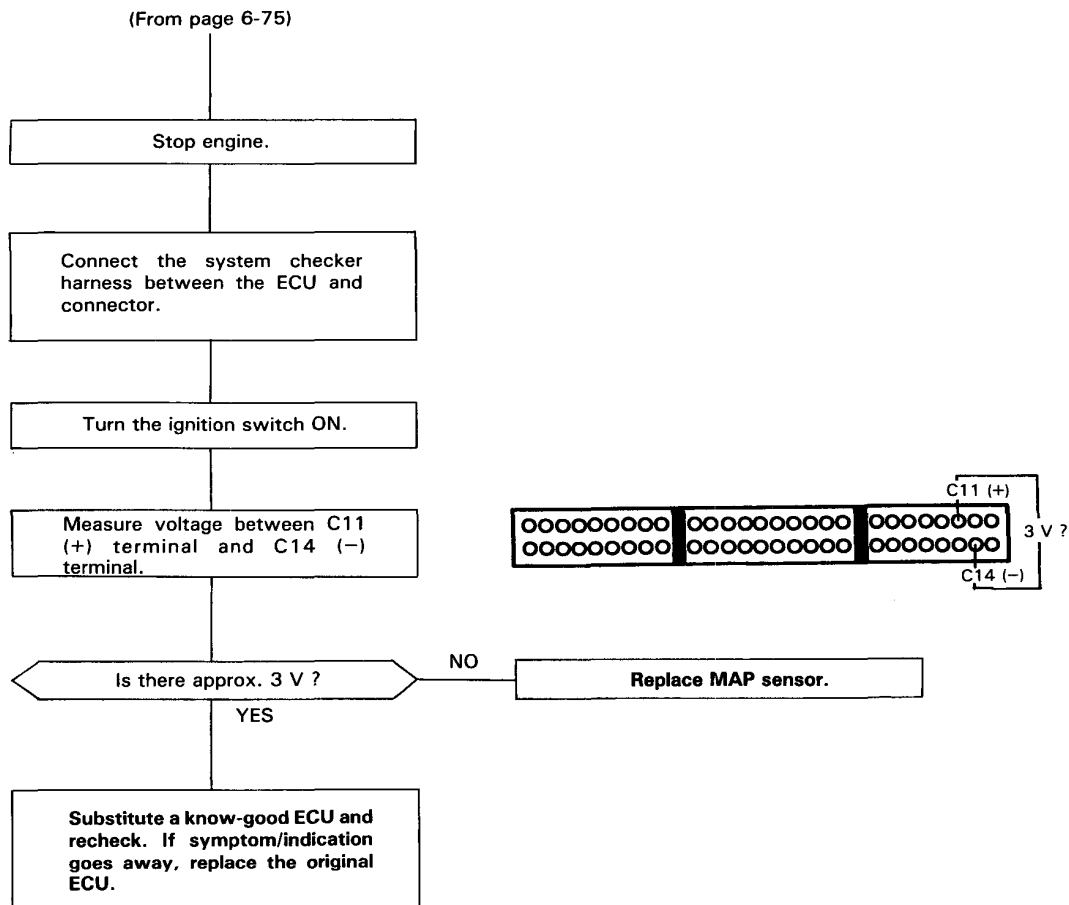 (From page 6-75)
Stop engine.
Connect the system checker
harness between the ECU and
connector.
Turn the ignition switch ON.
Measure voltage between C11
(+) terminal and C14 (−)
terminal.
C11 (+)
3 V ?
C14 (−)
Is there approx. 3 V ?
NO
Replace MAP sensor.
YES
Substitute a know-good ECU and
recheck. If symptom/indication
goes away, replace the original
ECU.